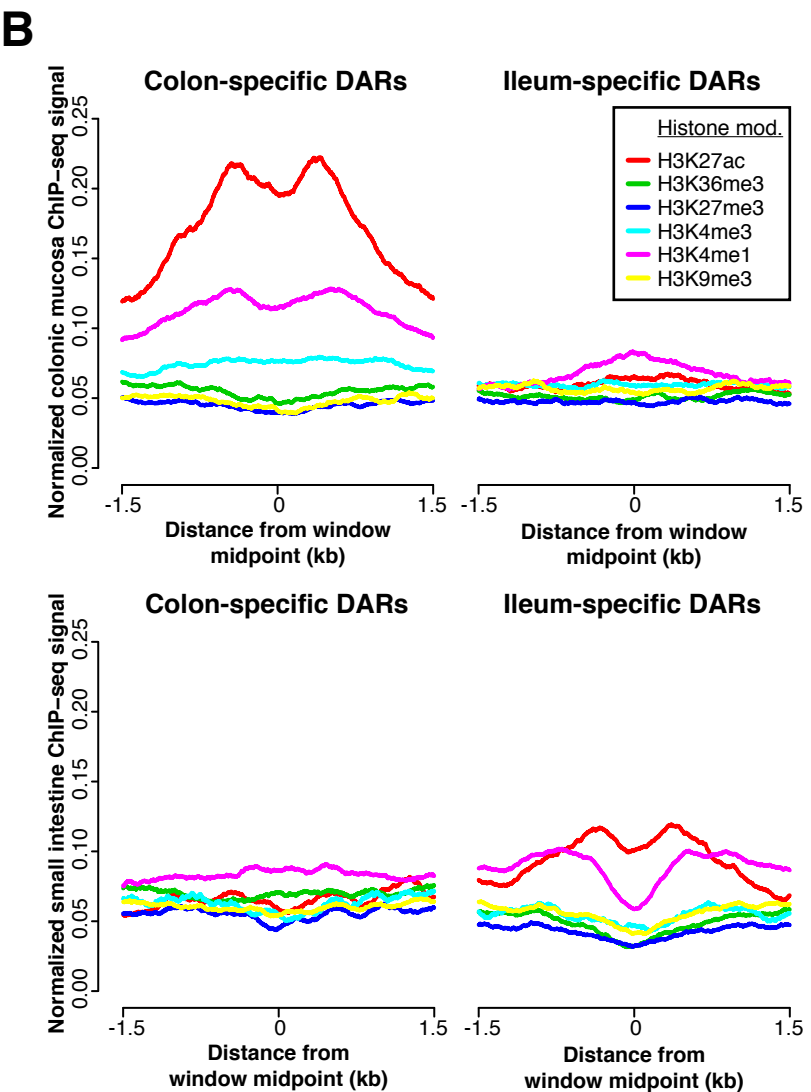 B
Colon-specific DARs
Ileum-specific DARs
Normalized colonic mucosa ChIP-seq signal
0.25
0.20
0.15
0.10
0.05
0.00
Histone mod.
H3K27ac
H3K36me3
H3K27me3
H3K4me3
H3K4me1
H3K9me3
-1.5 0 1.5
Distance from window
midpoint (kb)
-1.5 0 1.5
Distance from window
midpoint (kb)
Colon-specific DARs
Ileum-specific DARs
Normalized small intestine ChIP-seq signal
0.25
0.20
0.15
0.10
0.05
0.00
-1.5 0 1.5
Distance from
window midpoint (kb)
-1.5 0 1.5
Distance from
window midpoint (kb)